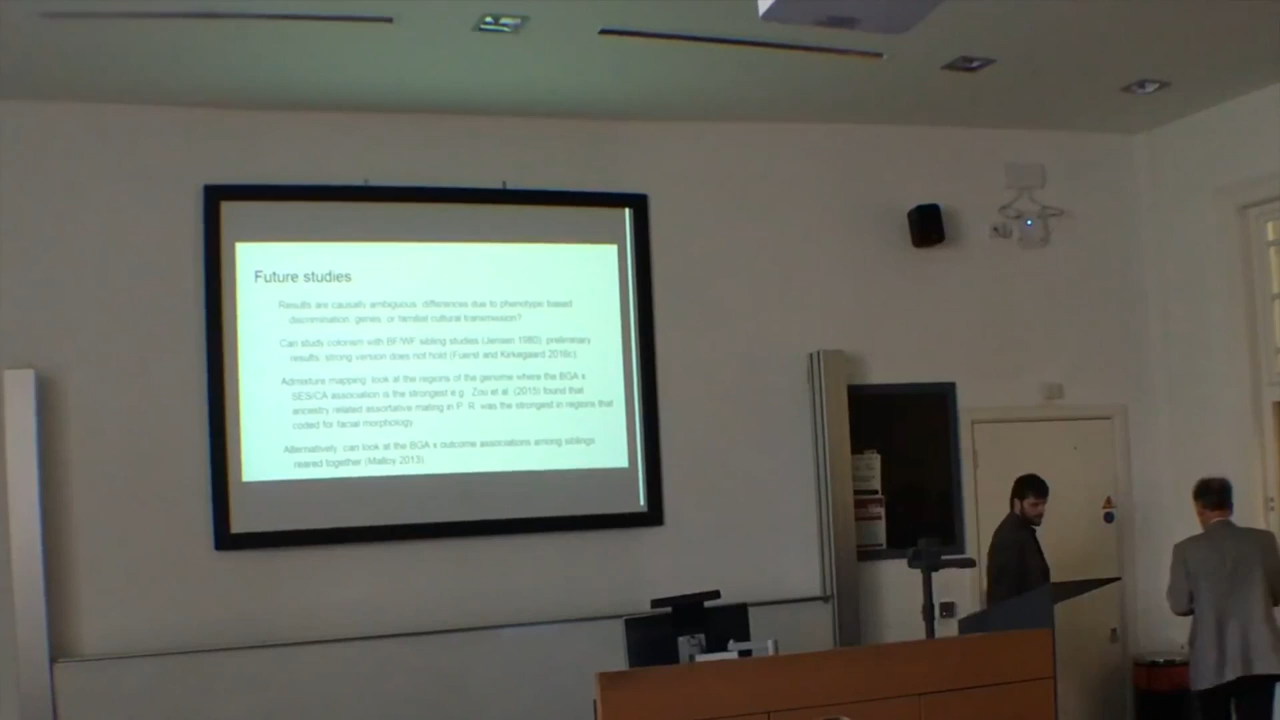 Future studies
Results are causally ambiguous: differences due to phenotype based
discrimination, genes, or familial cultural transmission?
Can study colorism with BF/WF sibling studies (Jensen 1980); preliminary
results: strong version does not hold (Fuerst and Kirkegaard 2016c)
Admixture mapping: look at the regions of the genome where the BGA x
SES/CA association is the strongest e.g. Zou et al. (2015) found that
ancestry related assortative mating in P. R. was the strongest in regions that
coded for facial morphology
Alternatively, can look at the BGA x outcome associations among siblings
reared together (Malloy 2013)